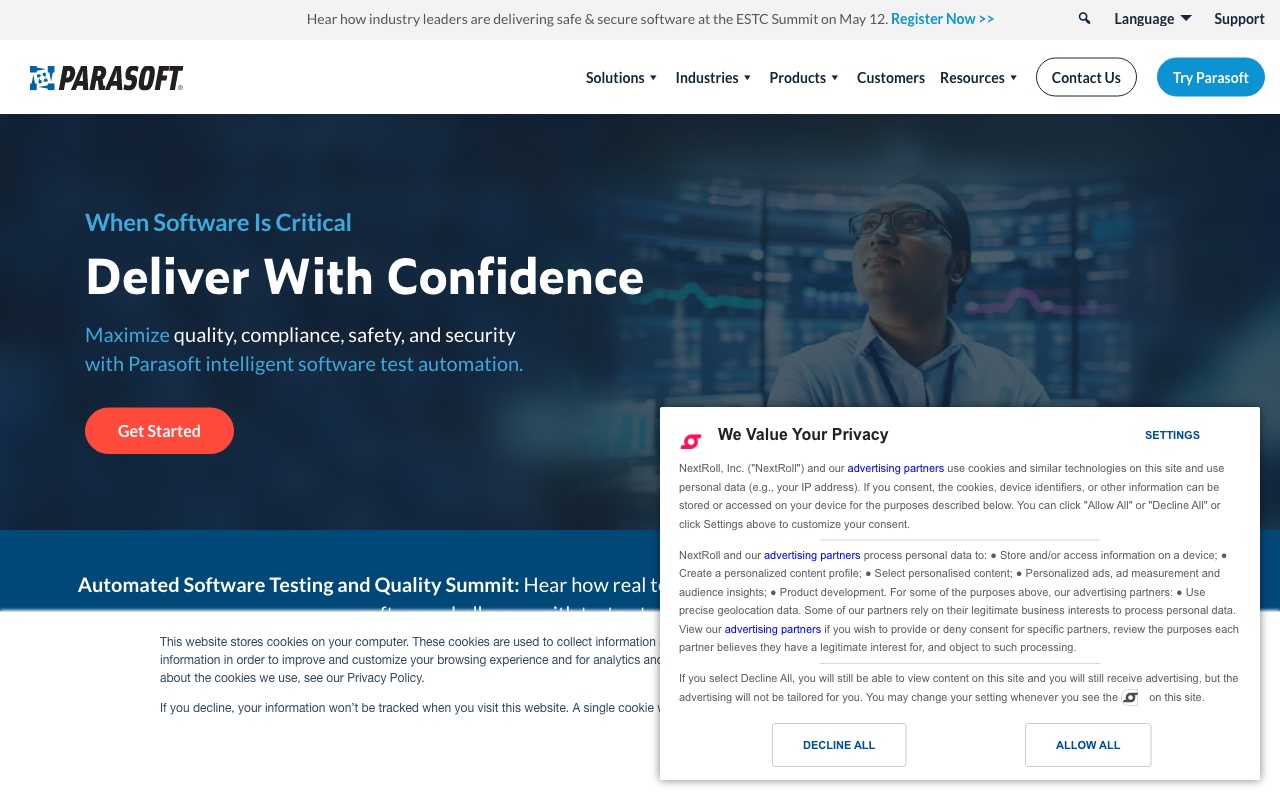 Hear how industry leaders are delivering safe & secure software at the ESTC Summit on May 12. Register Now >>
Language
Support
PARASOFT®
Solutions
Industries
Products
Customers
Resources
Contact Us
Try Parasoft
When Software Is Critical
Deliver With Confidence
Maximize quality, compliance, safety, and security
with Parasoft intelligent software test automation.
Get Started
Automated Software Testing and Quality Summit: Hear how real
This website stores cookies on your computer. These cookies are used to collect information
information in order to improve and customize your browsing experience and for analytics and
about the cookies we use, see our Privacy Policy.
If you decline, your information won't be tracked when you visit this website. A single cookie
We Value Your Privacy
SETTINGS
NextRoll, Inc. ("NextRoll") and our advertising partners use cookies and similar technologies on this site and use
personal data (e.g., your IP address). If you consent, the cookies, device identifiers, or other information can be
stored or accessed on your device for the purposes described below. You can click "Allow All" or "Decline All" or
click Settings above to customize your consent.
NextRoll and our advertising partners process personal data to: ● Store and/or access information on a device; ●
Create a personalized content profile; ● Select personalised content; ● Personalized ads, ad measurement and
audience insights; ● Product development. For some of the purposes above, our advertising partners: ● Use
precise geolocation data. Some of our partners rely on their legitimate business interests to process personal data.
View our advertising partners if you wish to provide or deny consent for specific partners, review the purposes each
partner believes they have a legitimate interest for, and object to such processing.
If you select Decline All, you will still be able to view content on this site and you will still receive advertising, but the
advertising will not be tailored for you. You may change your setting whenever you see the on this site.
DECLINE ALL
ALLOW ALL